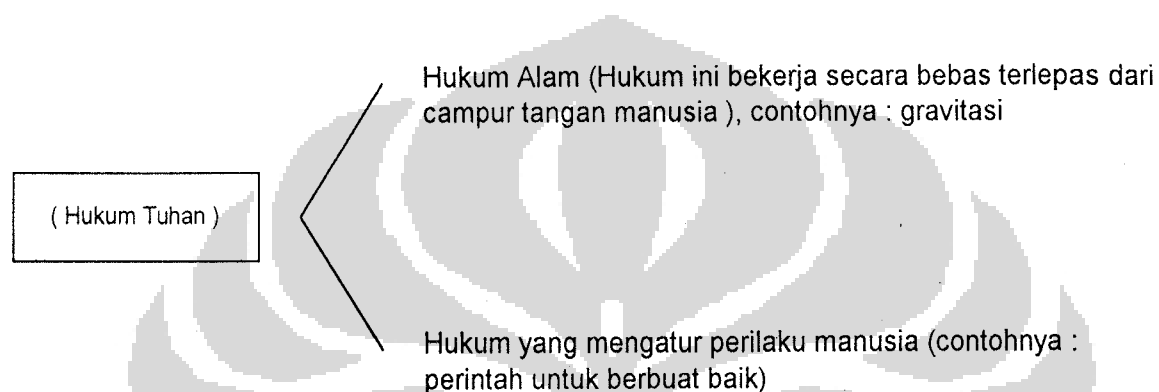 Hukum Alam (Hukum ini bekerja secara bebas terlepas dari
campur tangan manusia ), contohnya : gravitasi
( Hukum Tuhan )
Hukum yang mengatur perilaku manusia (contohnya :
perintah untuk berbuat baik)